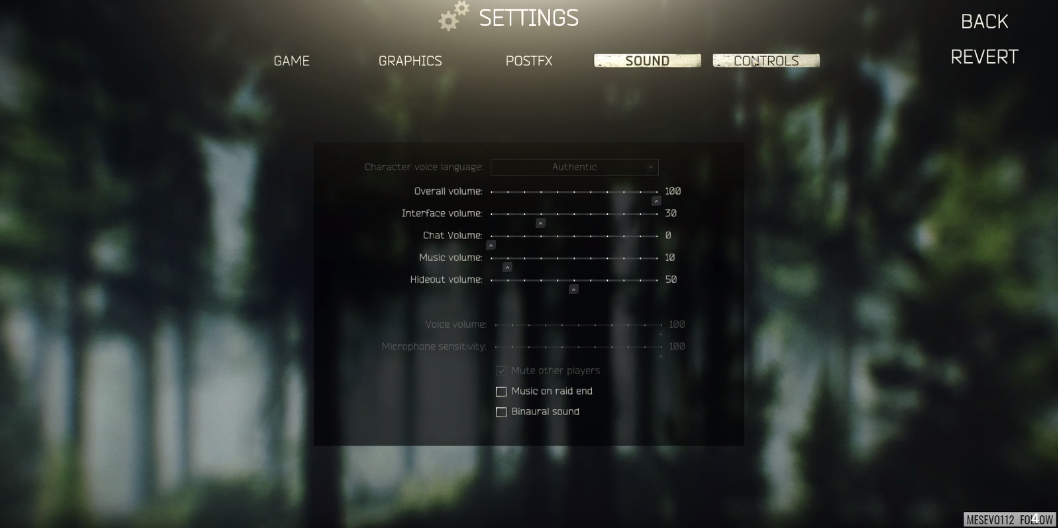 SETTINGS
BACK
REVERT
GAME
GRAPHICS
POSTFX
SOUND
CONTROLS
Character voice language: Authentic
Overall volume: 100
Interface volume: 30
Chat Volume: 0
Music volume: 10
Hideout volume: 50
Voice volume: 100
Microphone sensitivity: 100
Mute other players
Music on raid end
Binaural sound
MESEVO112